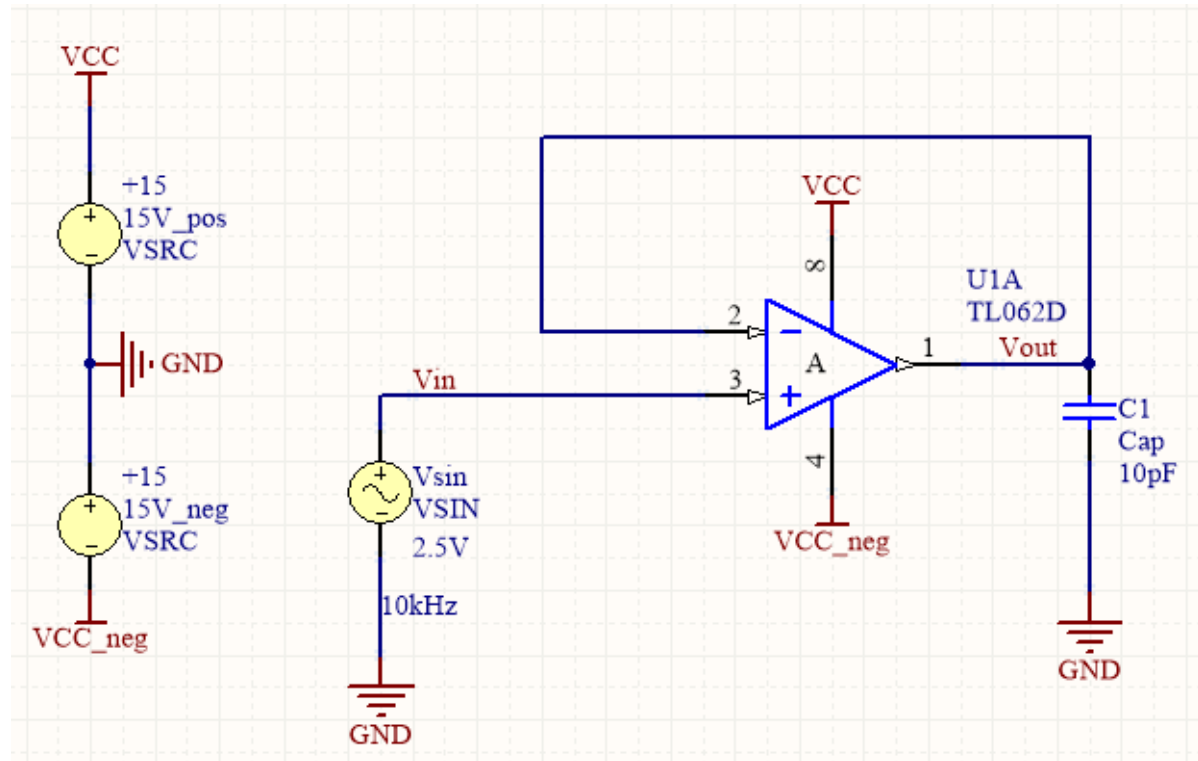 VCC
+15
15V_pos
VSRC
GND
+15
15V_neg
VSRC
VCC_neg
Vin
Vsin
VSIN
2.5V
10kHz
GND
VCC
8
2
3
A
4
VCC_neg
U1A
TL062D
1
Vout
C1
Cap
10pF
GND